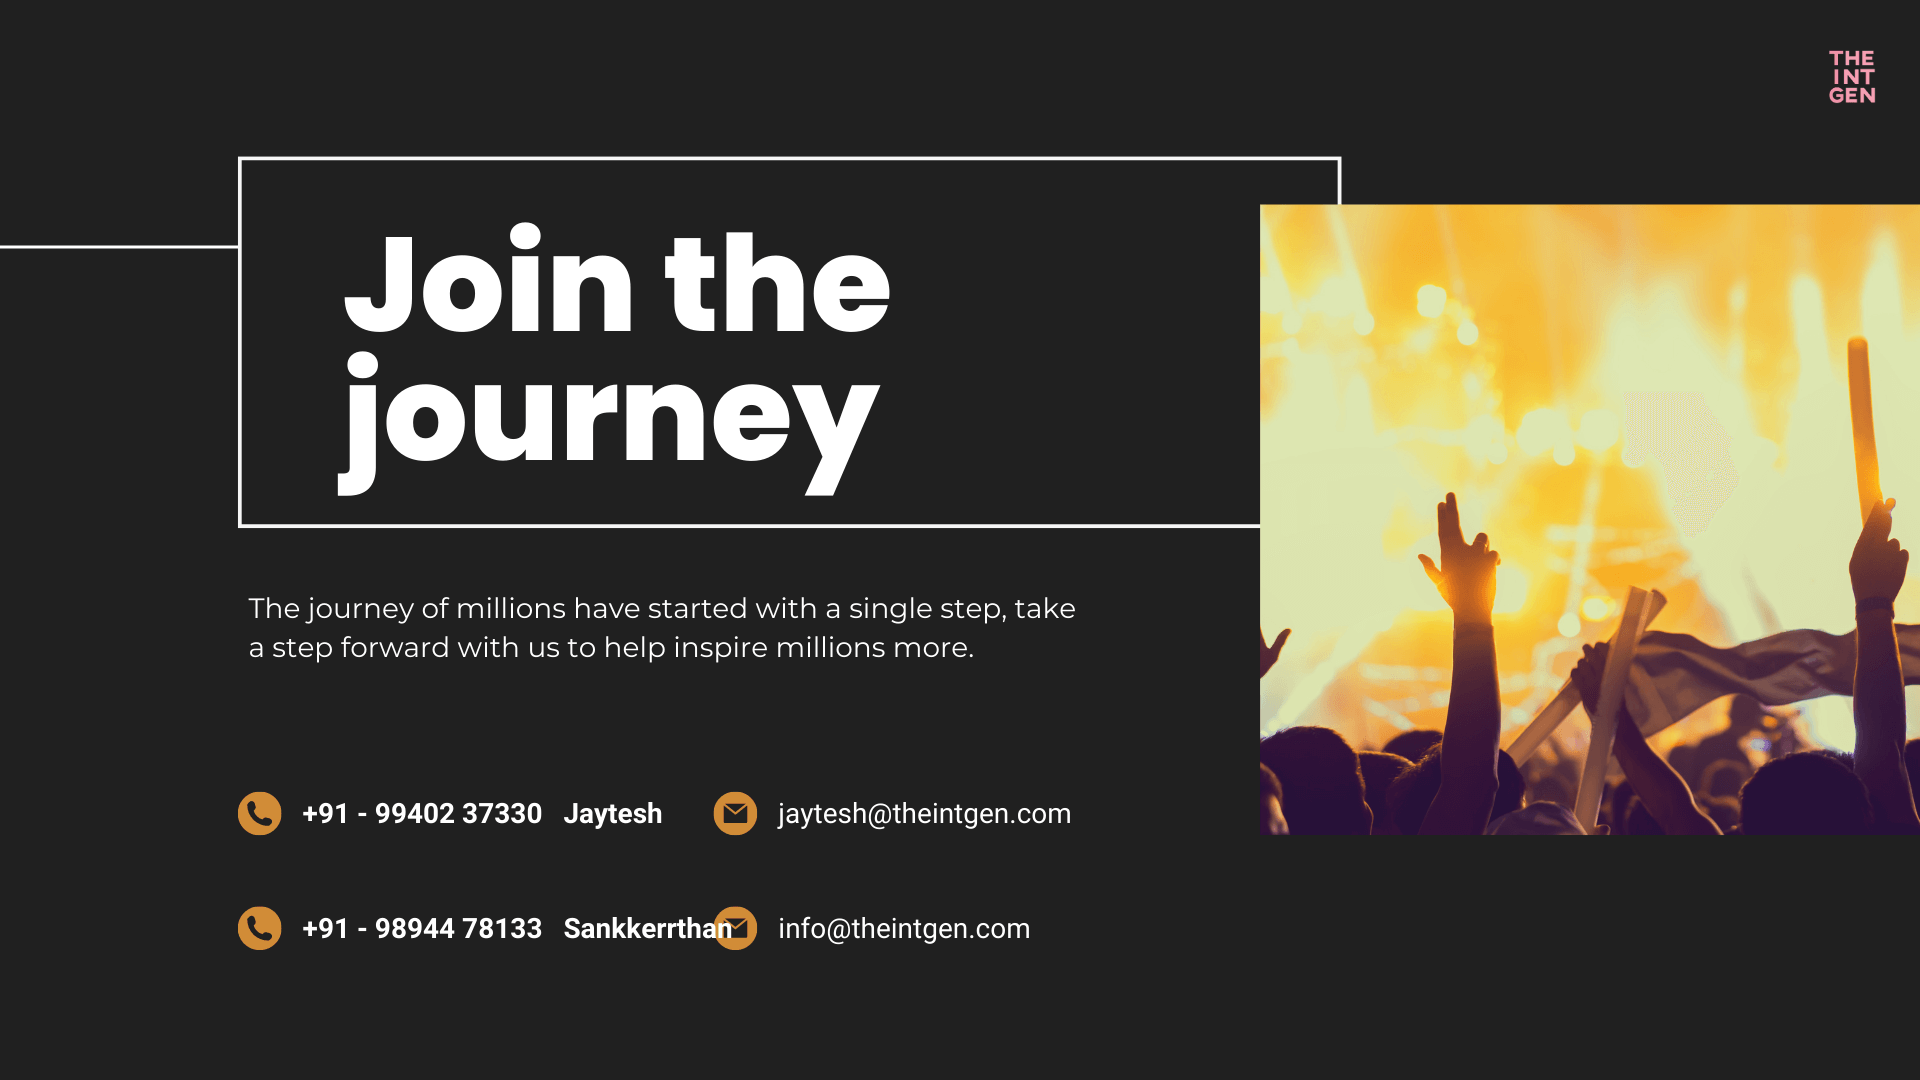 THE
INT
GEN
Join the
journey
The journey of millions have started with a single step, take
a step forward with us to help inspire millions more.
+91 - 99402 37330 Jaytesh jaytesh@theintgen.com
+91 - 98944 78133 Sankkerrthan info@theintgen.com